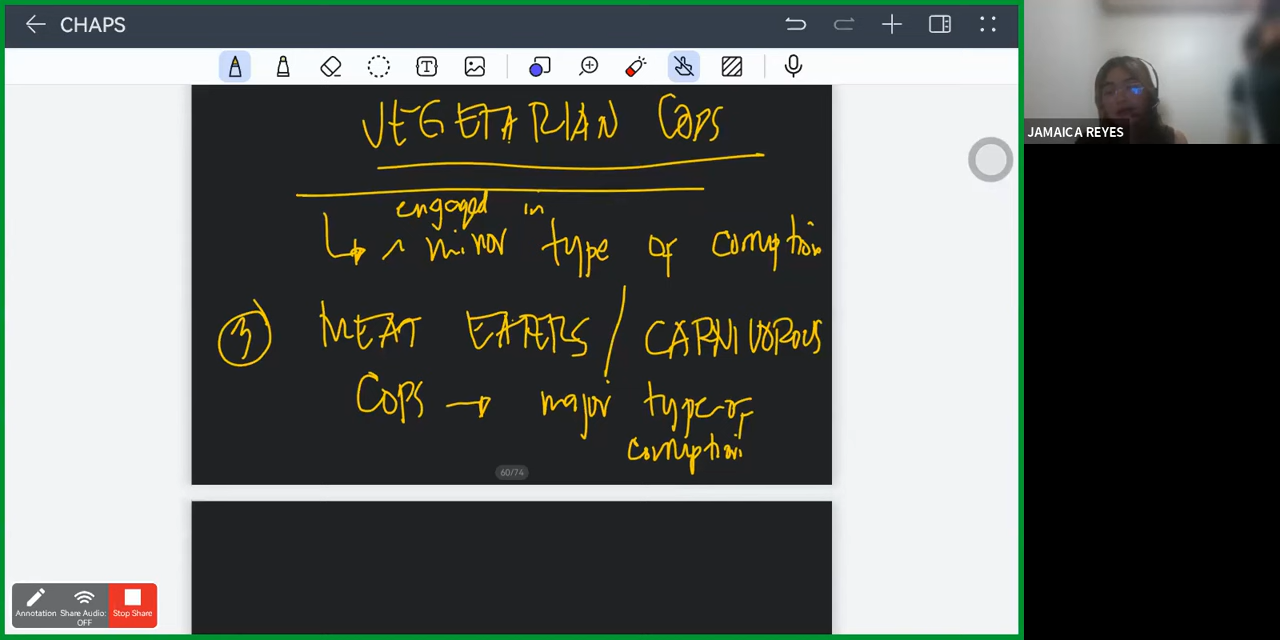 CHAPS
JAMAICA REYES
VEGETARIAN COPS
engaged in
minor type of corruption
3 MEAT EATERS / CARNIVOROUS
COPS → major type of
corruption
60/74
Annotation
Share Audio:
OFF
Stop Share